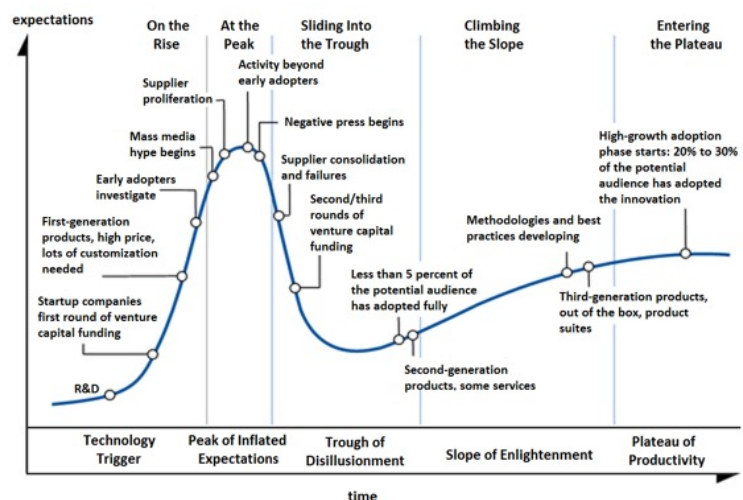 expectations
On the
Rise
At the
Peak
Sliding Into
the Trough
Climbing
the Slope
Entering
the Plateau
Activity beyond
early adopters
Supplier
proliferation
Negative press begins
Mass media
hype begins
High-growth adoption
phase starts: 20% to 30%
of the potential
audience has adopted
the innovation
Supplier consolidation
and failures
Early adopters
investigate
Second/third
rounds of
venture capital
funding
First-generation
products, high price,
lots of customization
needed
Methodologies and best
practices developing
Less than 5 percent of
the potential audience
has adopted fully
Startup companies
first round of venture
capital funding
Third-generation products,
out of the box, product
suites
Second-generation
products, some services
R&D
Technology
Trigger
Peak of Inflated
Expectations
Trough of
Disillusionment
Slope of Enlightenment
Plateau of
Productivity
time